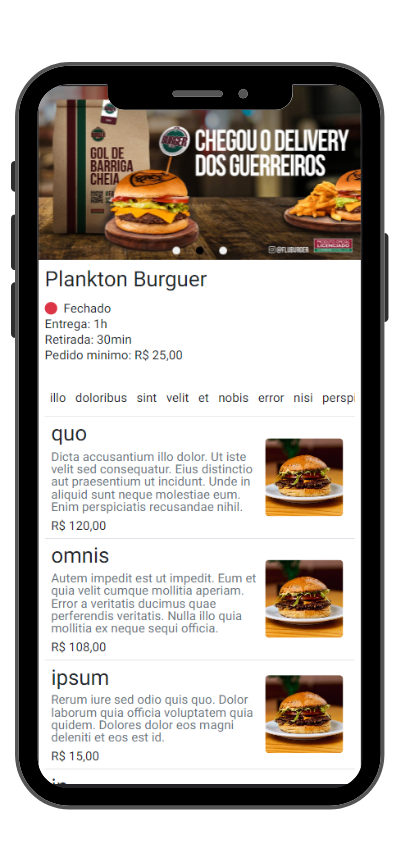 CHEGOU O DELIVERY
DOS GUERREIROS
GOL DE
BARRIGA
CHEIA
@FLUBURGER
PRODUTO OFICIAL
LICENCIADO
Plankton Burguer
Fechado
Entrega: 1h
Retirada: 30min
Pedido minimo: R$ 25,00
illo doloribus sint velit et nobis error nisi perspi
quo
Dicta accusantium illo dolor. Ut iste
velit sed consequatur. Eius distinctio
aut praesentium ut incidunt. Unde in
aliquid sunt neque molestiae eum.
Enim perspiciatis recusandae nihil.
R$ 120,00
omnis
Autem impedit est ut impedit. Eum et
quia velit cumque mollitia aperiam.
Error a veritatis ducimus quae
perferendis veritatis. Nulla illo quia
mollitia ex neque sequi officia.
R$ 108,00
ipsum
Rerum iure sed odio quis quo. Dolor
laborum quia officia voluptatem quia
quidem. Dolores dolor eos magni
deleniti et eos est id.
R$ 15,00